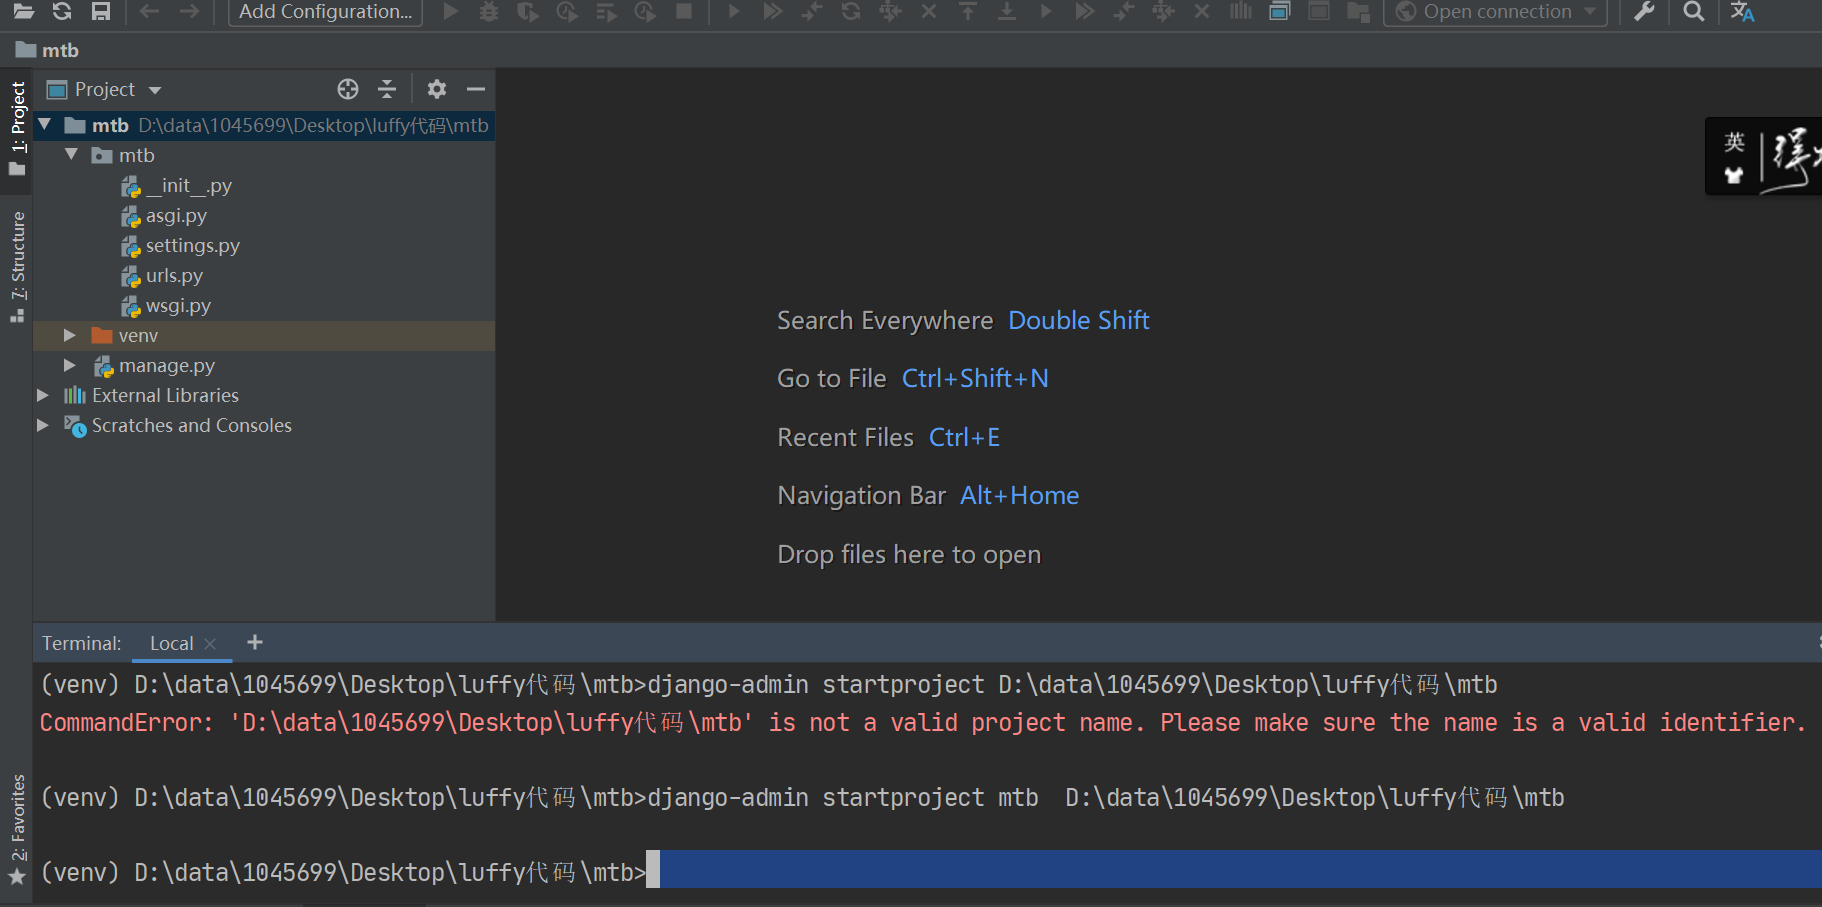 Add Configuration...
Open connection
mtb
1: Project
Project
mtb D:\data\1045699\Desktop\luffy代码\mtb
mtb
__init__.py
asgi.py
settings.py
urls.py
wsgi.py
venv
manage.py
External Libraries
Scratches and Consoles
7: Structure
2: Favorites
英
Search Everywhere Double Shift
Go to File Ctrl+Shift+N
Recent Files Ctrl+E
Navigation Bar Alt+Home
Drop files here to open
Terminal: Local
(venv) D:\data\1045699\Desktop\luffy代码\mtb>django-admin startproject D:\data\1045699\Desktop\luffy代码\mtb
CommandError: 'D:\data\1045699\Desktop\luffy代码\mtb' is not a valid project name. Please make sure the name is a valid identifier.
(venv) D:\data\1045699\Desktop\luffy代码\mtb>django-admin startproject mtb  D:\data\1045699\Desktop\luffy代码\mtb
(venv) D:\data\1045699\Desktop\luffy代码\mtb>